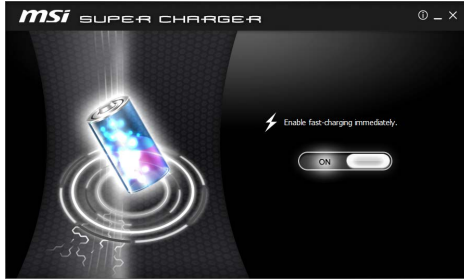 msi SUPER CHARGER
Enable fast-charging immediately.
ON